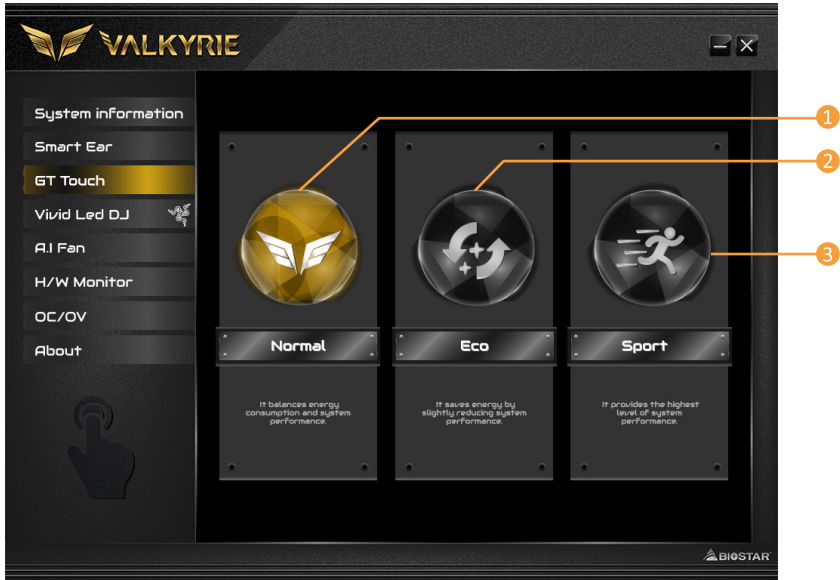 VALKYRIE
System information
Smart Ear
GT Touch
Vivid Led DJ
A.I Fan
H/W Monitor
OC/OV
About
1
2
3
Normal
It balances energy
consumption and system
performance.
Eco
It saves energy by
slightly reducing system
performance.
Sport
It provides the highest
level of system
performance.
BIOSTAR